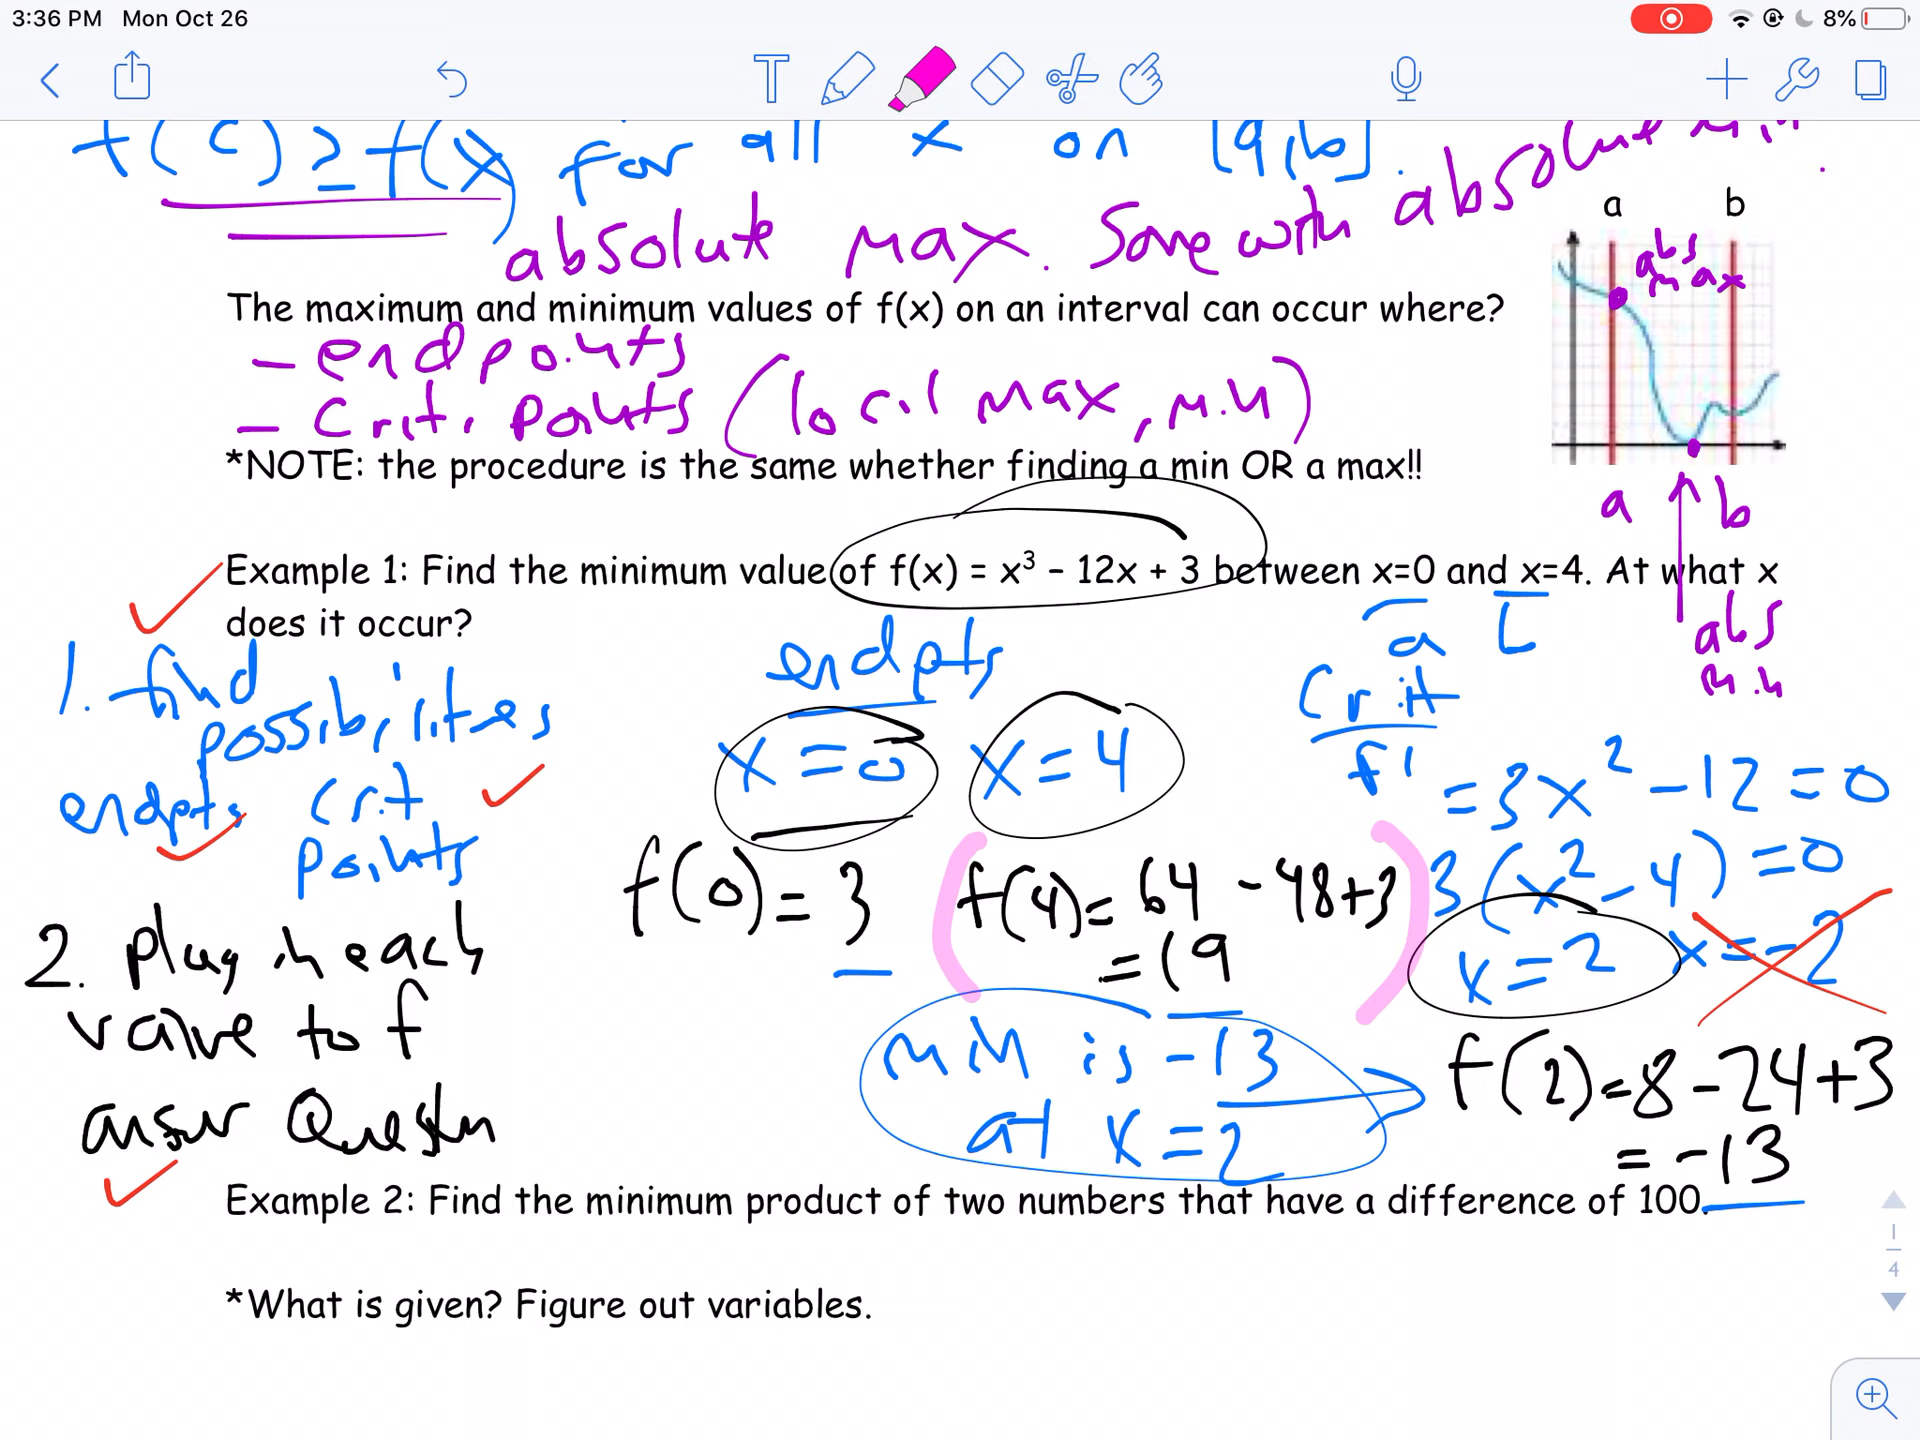 3:36 PM Mon Oct 26
8%
f(c) ≥ f(x) for all x on [a,b].
absolute max. Same with absolute min.
a b
abs
max
The maximum and minimum values of f(x) on an interval can occur where?
- endpoints
- crit. points (local max, min)
*NOTE: the procedure is the same whether finding a min OR a max!!
a b
abs
min
Example 1: Find the minimum value of f(x) = x³ - 12x + 3 between x=0 and x=4. At what x
does it occur?
a b
1. find
possibilities
endpts crit
points
endpts
x = 0 x = 4
crit
f' = 3x² - 12 = 0
3(x² - 4) = 0
x = 2 x = -2
f(0) = 3
f(4) = 64 - 48 + 3
= 19
2. plug in each
value to f
answr Question
min is -13
at x = 2
f(2) = 8 - 24 + 3
= -13
Example 2: Find the minimum product of two numbers that have a difference of 100.
1
4
*What is given? Figure out variables.